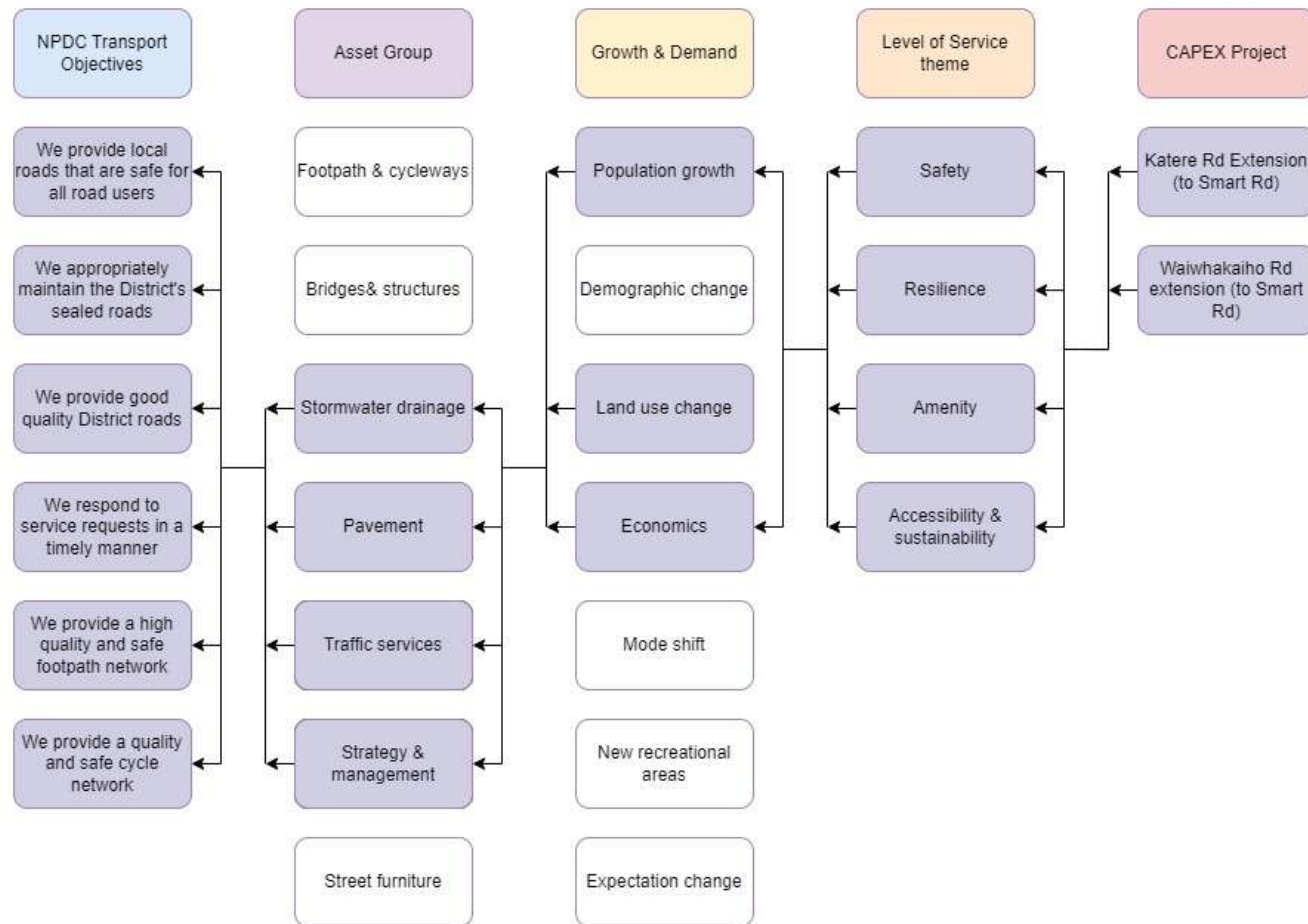 NPDC Transport
Objectives
Asset Group
Growth & Demand
Level of Service
theme
CAPEX Project
We provide local
roads that are safe for
all road users
Footpath & cycleways
Population growth
Safety
Katere Rd Extension
(to Smart Rd)
We appropriately
maintain the District's
sealed roads
Bridges& structures
Demographic change
Resilience
Waiwhakaiho Rd
extension (to Smart
Rd)
We provide good
quality District roads
Stormwater drainage
Land use change
Amenity
We respond to
service requests in a
timely manner
Pavement
Economics
Accessibility &
sustainability
We provide a high
quality and safe
footpath network
Traffic services
Mode shift
We provide a quality
and safe cycle
network
Strategy &
management
New recreational
areas
Street furniture
Expectation change